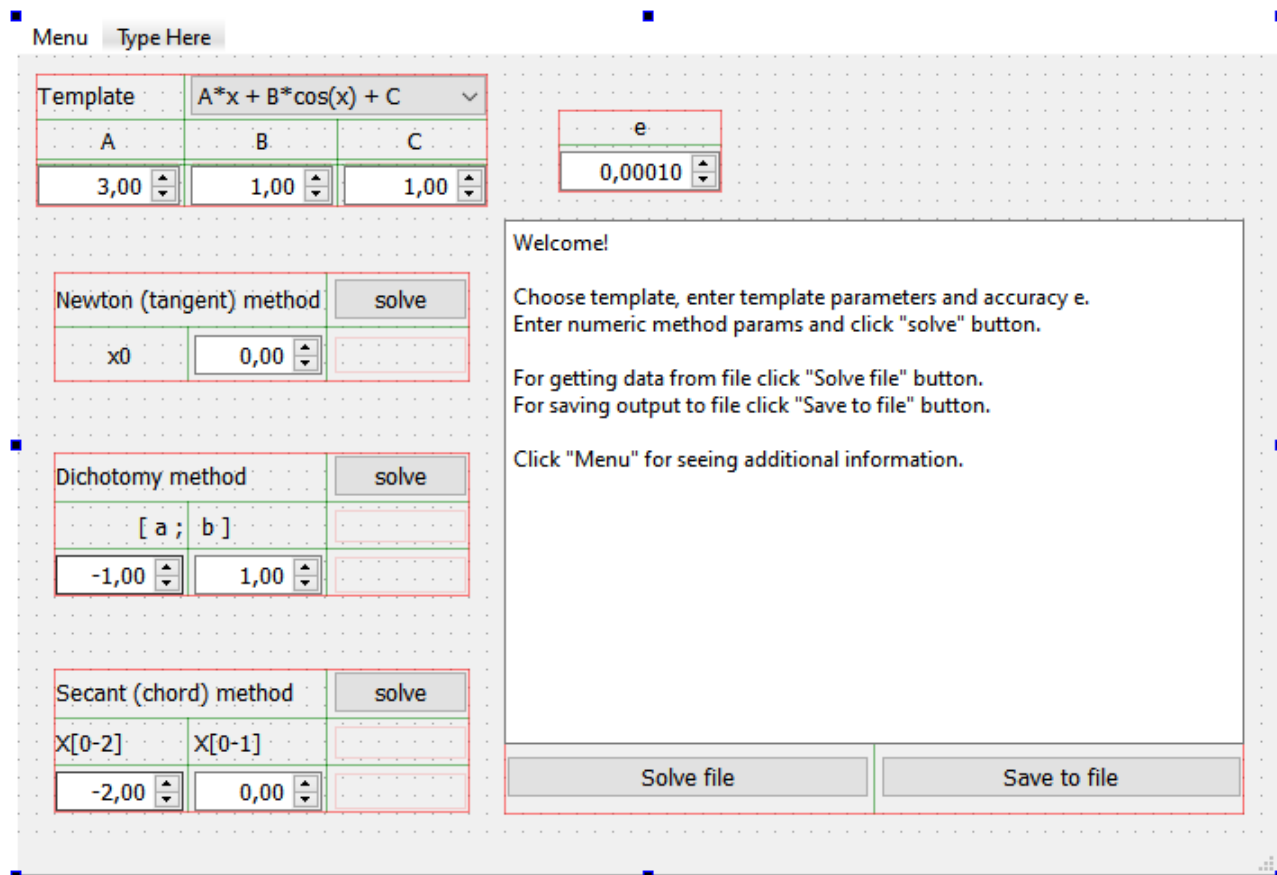 Menu Type Here
Template A*x + B*cos(x) + C
A B C
3,00 1,00 1,00
e
0,00010
Newton (tangent) method solve
x0 0,00
Dichotomy method solve
[ a ; b ]
-1,00 1,00
Secant (chord) method solve
X[0-2] X[0-1]
-2,00 0,00
Welcome!
Choose template, enter template parameters and accuracy e.
Enter numeric method params and click "solve" button.
For getting data from file click "Solve file" button.
For saving output to file click "Save to file" button.
Click "Menu" for seeing additional information.
Solve file Save to file